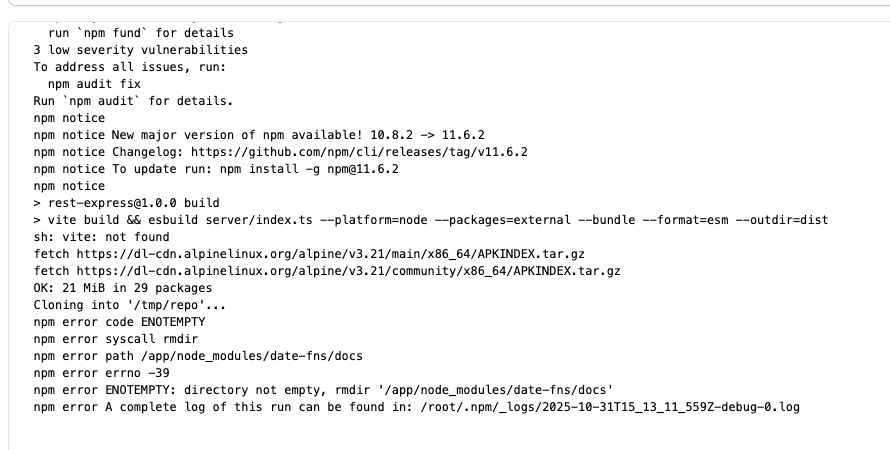 run `npm fund` for details
3 low severity vulnerabilities
To address all issues, run:
npm audit fix
Run `npm audit` for details.
npm notice
npm notice New major version of npm available! 10.8.2 -> 11.6.2
npm notice Changelog: https://github.com/npm/cli/releases/tag/v11.6.2
npm notice To update run: npm install -g npm@11.6.2
npm notice
> rest-express@1.0.0 build
> vite build && esbuild server/index.ts --platform=node --packages=external --bundle --format=esm --outdir=dist
sh: vite: not found
fetch https://dl-cdn.alpinelinux.org/alpine/v3.21/main/x86_64/APKINDEX.tar.gz
fetch https://dl-cdn.alpinelinux.org/alpine/v3.21/community/x86_64/APKINDEX.tar.gz
OK: 21 MiB in 29 packages
Cloning into '/tmp/repo'...
npm error code ENOTEMPTY
npm error syscall rmdir
npm error path /app/node_modules/date-fns/docs
npm error errno -39
npm error ENOTEMPTY: directory not empty, rmdir '/app/node_modules/date-fns/docs'
npm error A complete log of this run can be found in: /root/.npm/_logs/2025-10-31T15_13_11_559Z-debug-0.log